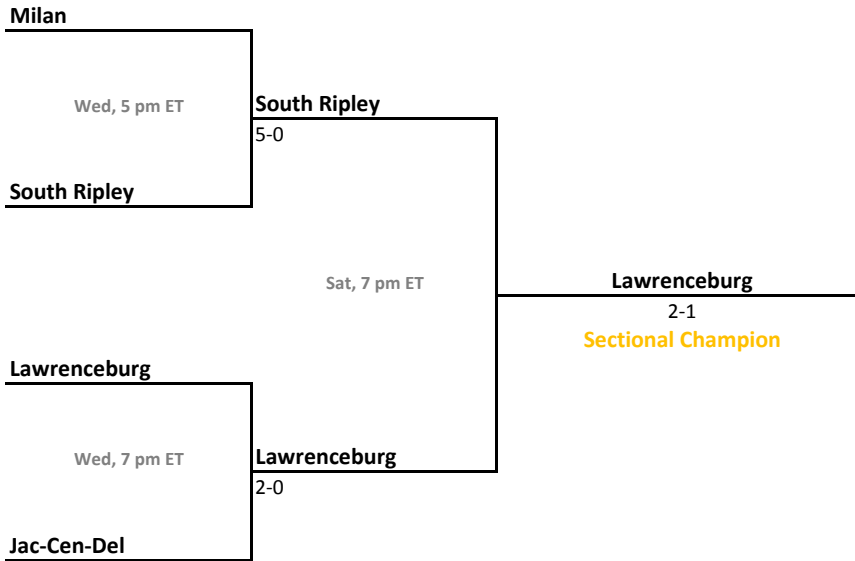 Milan
Wed, 5 pm ET
South Ripley
5-0
South Ripley
Sat, 7 pm ET
Lawrenceburg
2-1
Sectional Champion
Lawrenceburg
Wed, 7 pm ET
Lawrenceburg
2-0
Jac-Cen-Del